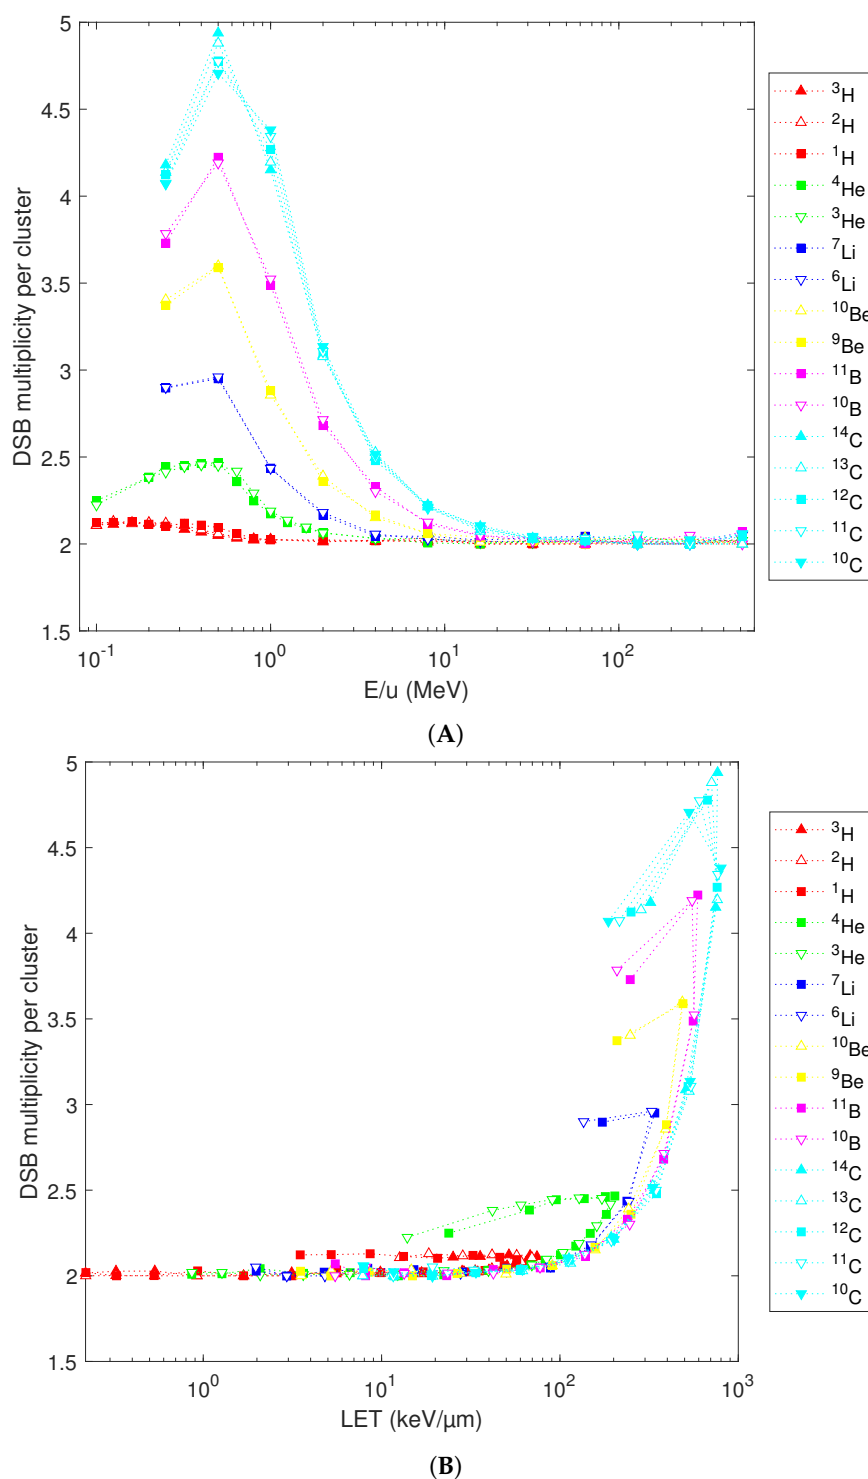 5
4.5
4
3.5
3
2.5
2
1.5
DSB multiplicity per cluster
10⁻¹ 10⁰ 10¹ 10²
E/u (MeV)
³H
²H
¹H
⁴He
³He
⁷Li
⁶Li
¹⁰Be
⁹Be
¹¹B
¹⁰B
¹⁴C
¹³C
¹²C
¹¹C
¹⁰C
(A)
5
4.5
4
3.5
3
2.5
2
1.5
DSB multiplicity per cluster
10⁰ 10¹ 10² 10³
LET (keV/μm)
³H
²H
¹H
⁴He
³He
⁷Li
⁶Li
¹⁰Be
⁹Be
¹¹B
¹⁰B
¹⁴C
¹³C
¹²C
¹¹C
¹⁰C
(B)